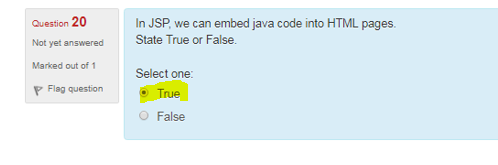 Question 20
Not yet answered
Marked out of 1
Flag question
In JSP, we can embed java code into HTML pages.
State True or False.
Select one:
True
False